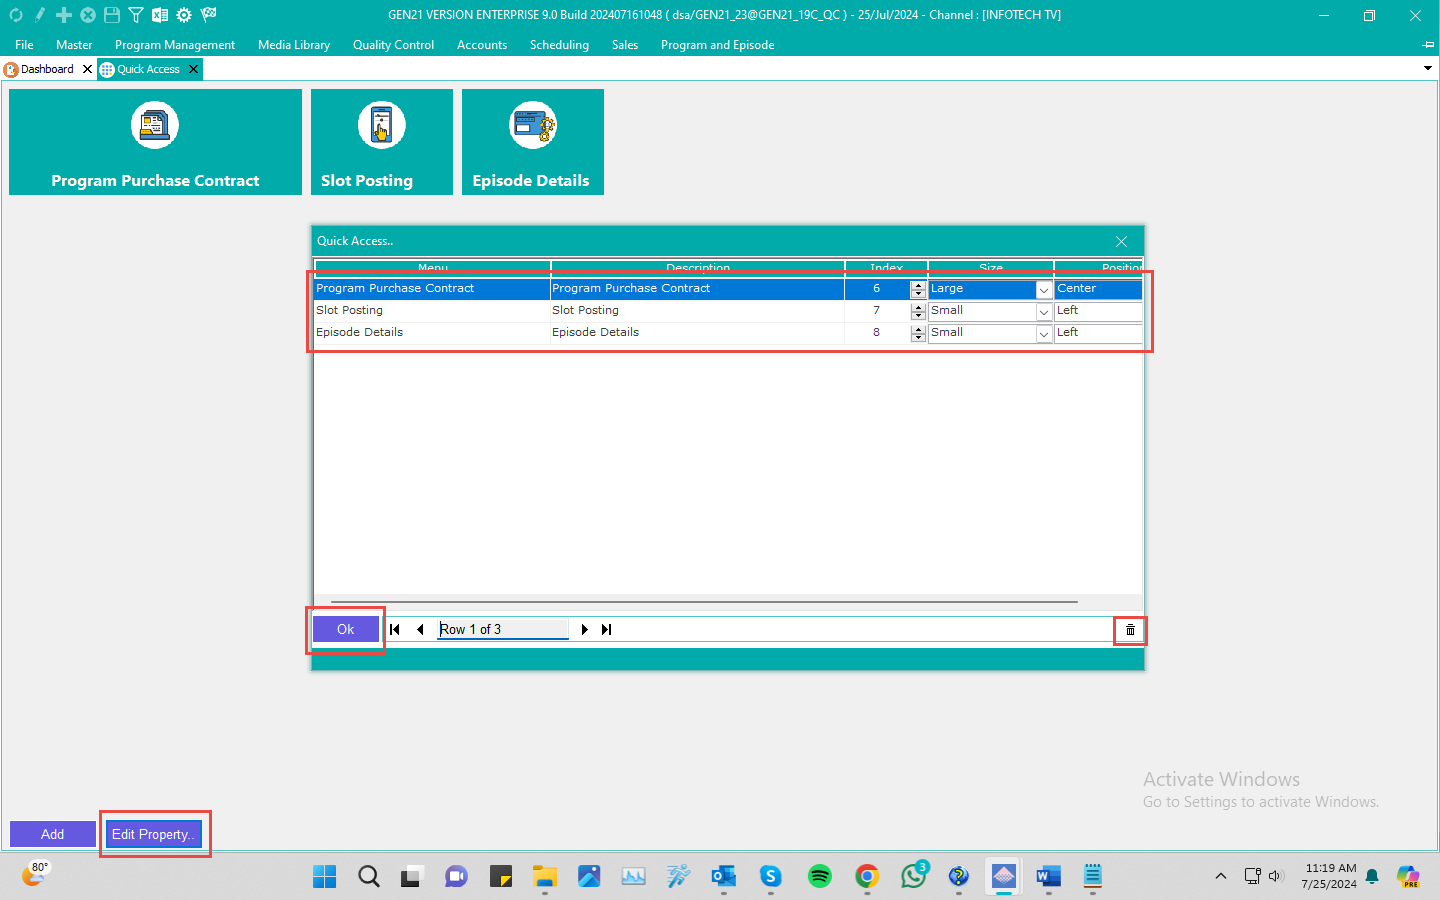 GEN21 VERSION ENTERPRISE 9.0 Build 202407161048 ( dsa/GEN21_23@GEN21_19C_QC ) - 25/Jul/2024 - Channel : [INFOTECH TV]
File Master Program Management Media Library Quality Control Accounts Scheduling Sales Program and Episode
Dashboard Quick Access
Program Purchase Contract Slot Posting Episode Details
Quick Access..
Menu Description Index Size Position
Program Purchase Contract Program Purchase Contract 6 Large Center
Slot Posting Slot Posting 7 Small Left
Episode Details Episode Details 8 Small Left
Ok Row 1 of 3
Activate Windows
Go to Settings to activate Windows.
Add Edit Property..
80°
3
11:19 AM
7/25/2024
PRE